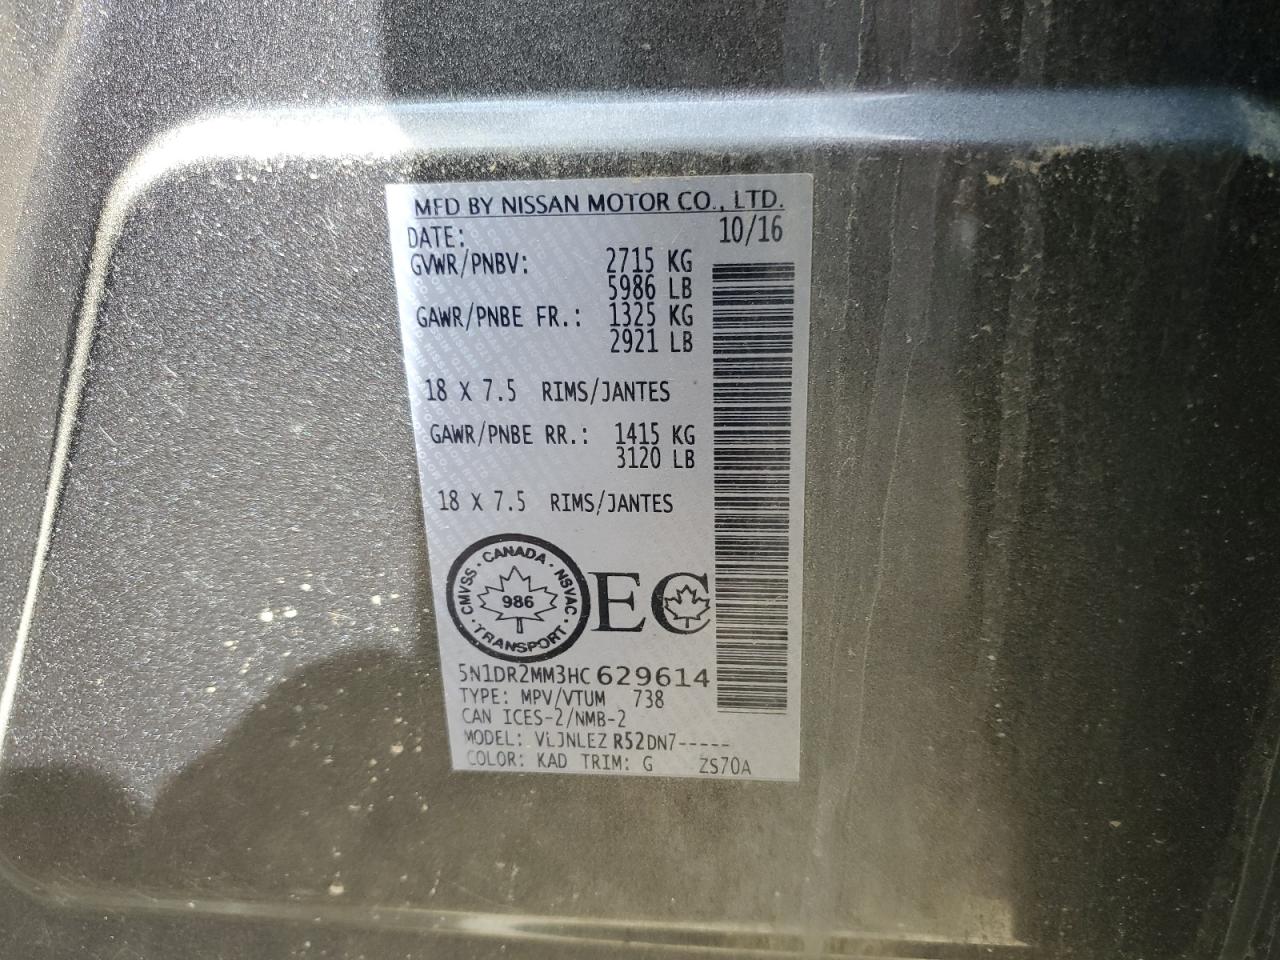 MFD BY NISSAN MOTOR CO., LTD.
DATE: 10/16
GVWR/PNBV: 2715 KG
5986 LB
GAWR/PNBE FR.: 1325 KG
2921 LB
18 X 7.5 RIMS/JANTES
GAWR/PNBE RR.: 1415 KG
3120 LB
18 X 7.5 RIMS/JANTES
CMVSS · CANADA · NSVAC
986
· TRANSPORT ·
EC
5N1DR2MM3HC629614
TYPE: MPV/VTUM 738
CAN ICES-2/NMB-2
MODEL: R52DN7-----
COLOR: KAD TRIM: G ZS70A